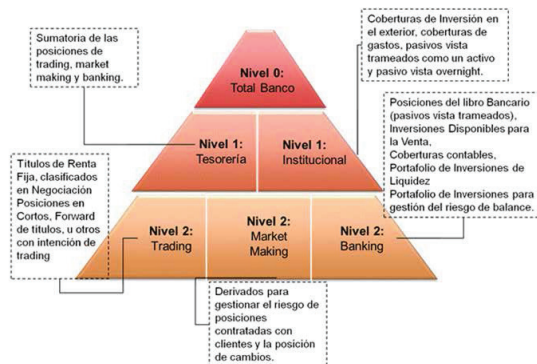 Sumatoria de las
posiciones de
trading, market
making y banking.
Coberturas de Inversión en
el exterior, coberturas de
gastos, pasivos vista
trameados como un activo
y pasivo vista overnight.
Nivel 0:
Total Banco
Nivel 1:
Tesorería
Nivel 1:
Institucional
Posiciones del libro Bancario
(pasivos vista trameados),
Inversiones Disponibles para
la Venta,
Coberturas contables,
Portafolio de Inversiones de
Liquidez
Portafolio de Inversiones para
gestión del riesgo de balance.
Títulos de Renta
Fija, clasificados
en Negociación
Posiciones en
Cortos, Forward
de títulos, u otros
con intención de
trading
Nivel 2:
Trading
Nivel 2:
Market
Making
Nivel 2:
Banking
Derivados para
gestionar el riesgo de
posiciones
contratadas con
clientes y la posición
de cambios.